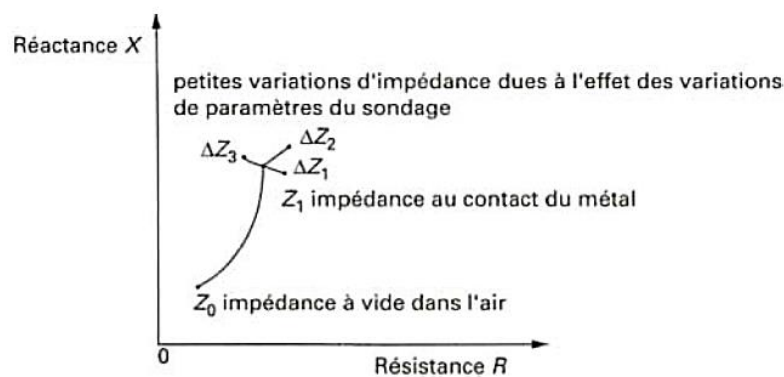 Réactance X
petites variations d'impédance dues à l'effet des variations
de paramètres du sondage
ΔZ₂
ΔZ₃
ΔZ₁
Z₁ impédance au contact du métal
Z₀ impédance à vide dans l'air
0
Résistance R